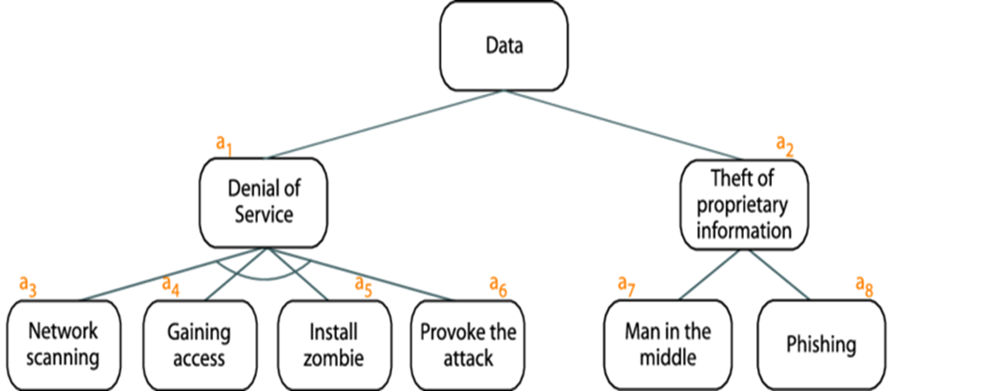 Data
a1
a2
Denial of
Service
Theft of
proprietary
information
a3
a4
a5
a6
a7
a8
Network
scanning
Gaining
access
Install
zombie
Provoke the
attack
Man in the
middle
Phishing